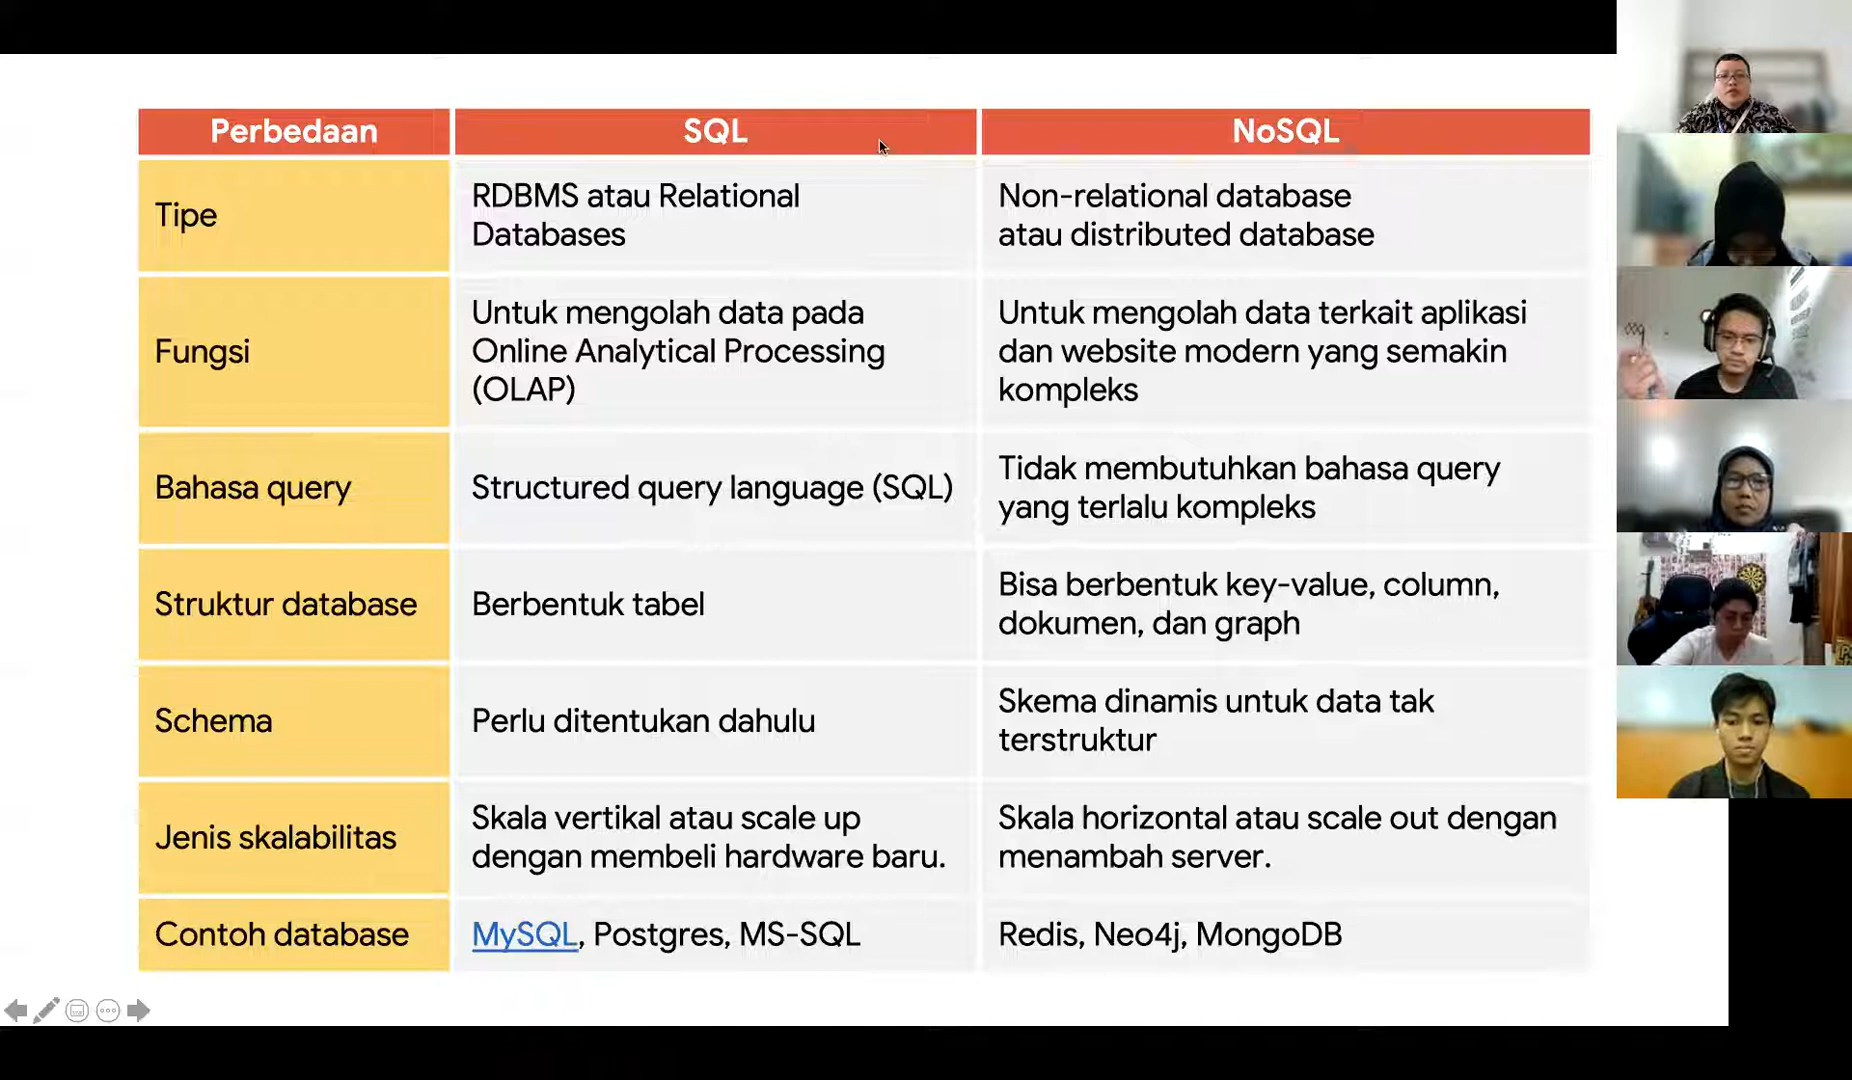 Perbedaan
SQL
NoSQL
Tipe
RDBMS atau Relational
Databases
Non-relational database
atau distributed database
Fungsi
Untuk mengolah data pada
Online Analytical Processing
(OLAP)
Untuk mengolah data terkait aplikasi
dan website modern yang semakin
kompleks
Bahasa query
Structured query language (SQL)
Tidak membutuhkan bahasa query
yang terlalu kompleks
Struktur database
Berbentuk tabel
Bisa berbentuk key-value, column,
dokumen, dan graph
Schema
Perlu ditentukan dahulu
Skema dinamis untuk data tak
terstruktur
Jenis skalabilitas
Skala vertikal atau scale up
dengan membeli hardware baru.
Skala horizontal atau scale out dengan
menambah server.
Contoh database
MySQL, Postgres, MS-SQL
Redis, Neo4j, MongoDB